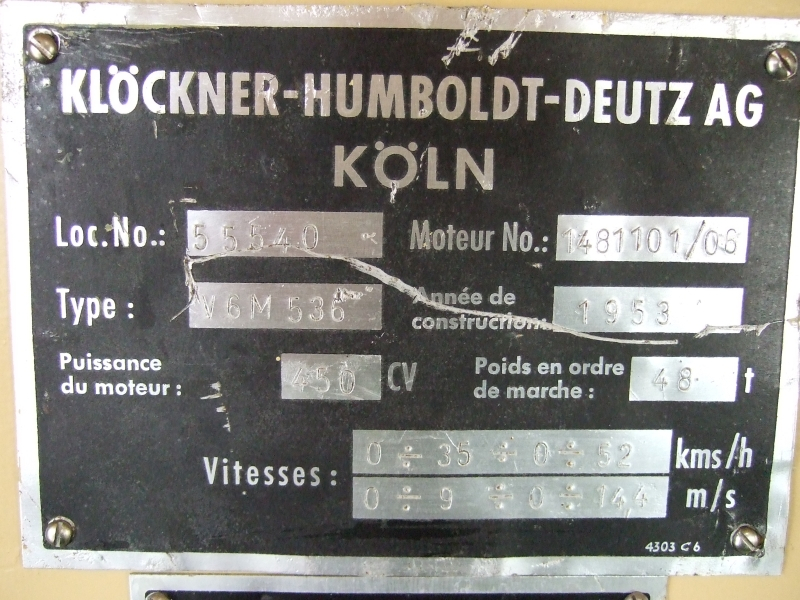 KLÖCKNER-HUMBOLDT-DEUTZ AG
KÖLN
Loc.No.: 55540 Moteur No.: 1481101/06
Type : V6M 536 Année de construction: 1953
Puissance du moteur : 450 CV Poids en ordre de marche : 48 t
Vitesses : 0 ÷ 35 ÷ 0 ÷ 52 kms/h
0 ÷ 9 ÷ 0 ÷ 144 m/s
4303 C 6